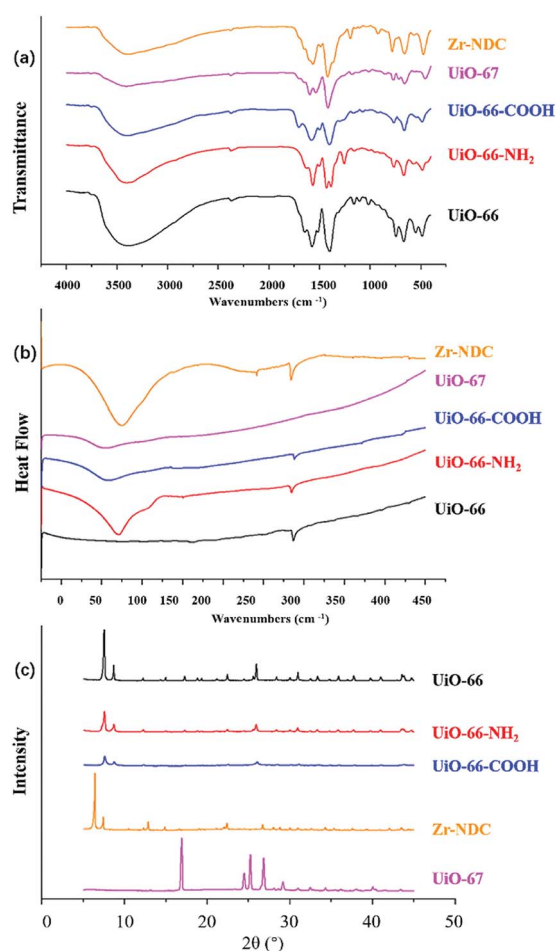 (a)
Transmittance
Zr-NDC
UiO-67
UiO-66-COOH
UiO-66-NH₂
UiO-66
4000 3500 3000 2500 2000 1500 1000 500
Wavenumbers (cm⁻¹)
(b)
Heat Flow
Zr-NDC
UiO-67
UiO-66-COOH
UiO-66-NH₂
UiO-66
0 50 100 150 250 250 300 350 400 450
Wavenumbers (cm⁻¹)
(c)
Intensity
UiO-66
UiO-66-NH₂
UiO-66-COOH
Zr-NDC
UiO-67
0 10 20 30 40 50
2θ (°)